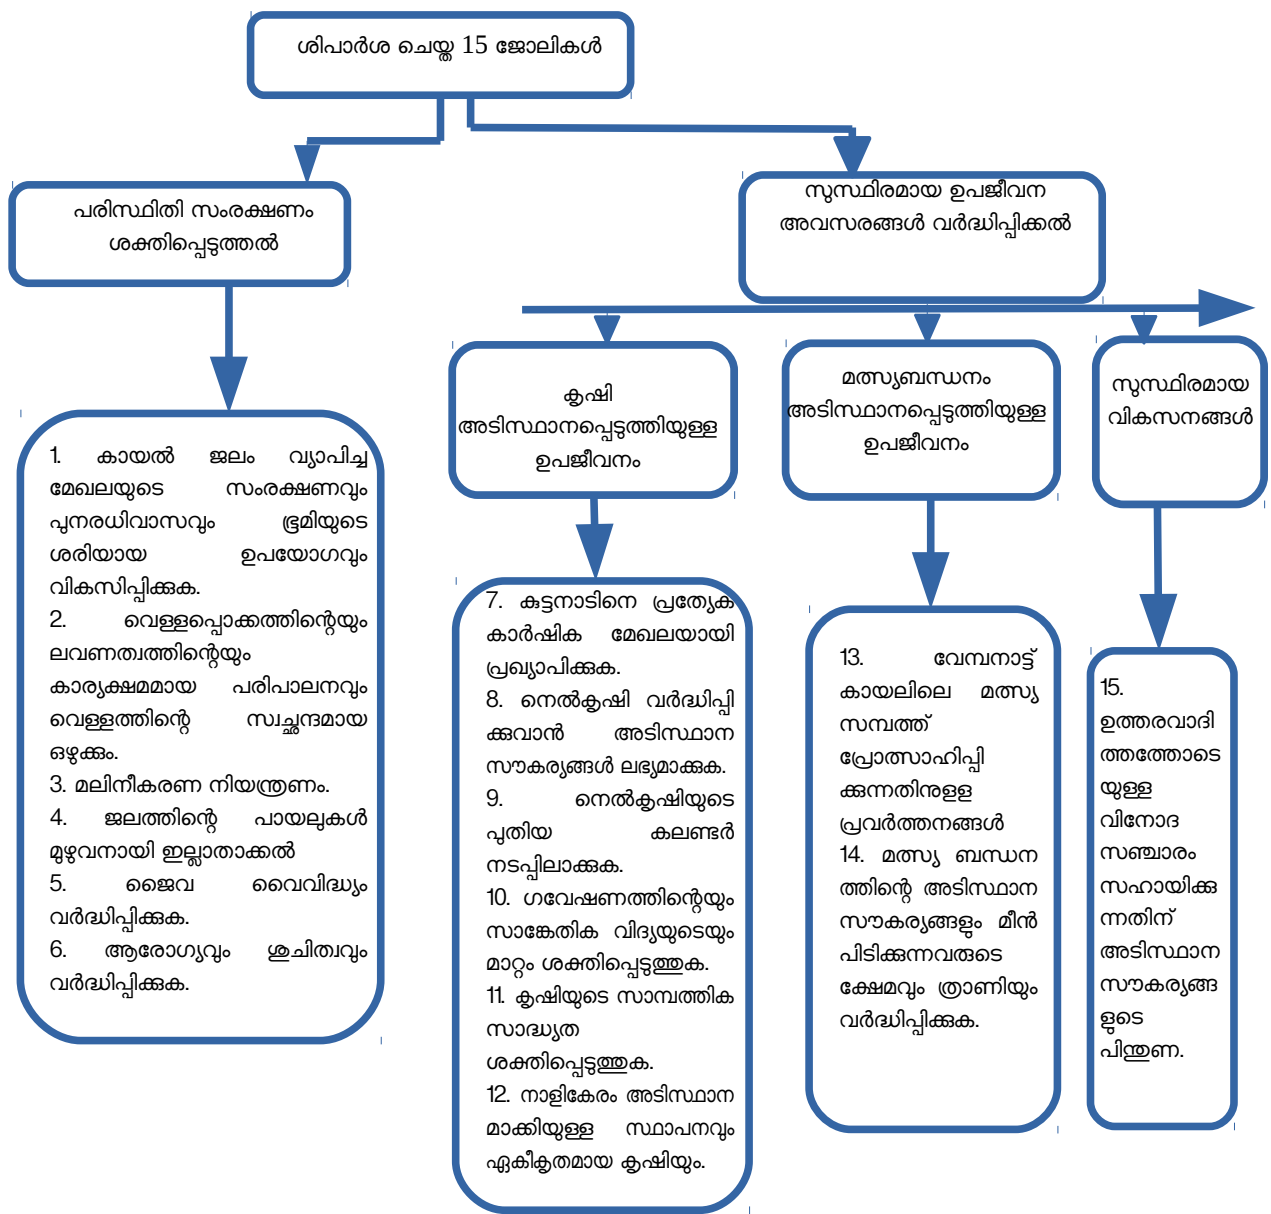 ശിപാർശ ചെയ്ത 15 ജോലികൾ
പരിസ്ഥിതി സംരക്ഷണം
ശക്തിപ്പെടുത്തൽ
സുസ്ഥിരമായ ഉപജീവന
അവസരങ്ങൾ വർദ്ധിപ്പിക്കൽ
കൃഷി
അടിസ്ഥാനപ്പെടുത്തിയുള്ള
ഉപജീവനം
മത്സ്യബന്ധനം
അടിസ്ഥാനപ്പെടുത്തിയുള്ള
ഉപജീവനം
സുസ്ഥിരമായ
വികസനങ്ങൾ
1. കായൽ ജലം വ്യാപിച്ച
മേഖലയുടെ സംരക്ഷണവും
പുനരധിവാസവും ഭൂമിയുടെ
ശരിയായ ഉപയോഗവും
വികസിപ്പിക്കുക.
2. വെള്ളപ്പൊക്കത്തിന്റെയും
ലവണത്വത്തിന്റെയും
കാര്യക്ഷമമായ പരിപാലനവും
വെള്ളത്തിന്റെ സ്വച്ഛന്ദമായ
ഒഴുക്കും.
3. മലിനീകരണ നിയന്ത്രണം.
4. ജലത്തിന്റെ പായലുകൾ
മുഴുവനായി ഇല്ലാതാക്കൽ
5. ജൈവ വൈവിദ്ധ്യം
വർദ്ധിപ്പിക്കുക.
6. ആരോഗ്യവും ശുചിത്വവും
വർദ്ധിപ്പിക്കുക.
7. കുട്ടനാടിനെ പ്രത്യേക
കാർഷിക മേഖലയായി
പ്രഖ്യാപിക്കുക.
8. നെൽകൃഷി വർദ്ധിപ്പി
ക്കുവാൻ അടിസ്ഥാന
സൗകര്യങ്ങൾ ലഭ്യമാക്കുക.
9. നെൽകൃഷിയുടെ
പുതിയ കലണ്ടർ
നടപ്പിലാക്കുക.
10. ഗവേഷണത്തിന്റെയും
സാങ്കേതിക വിദ്യയുടെയും
മാറ്റം ശക്തിപ്പെടുത്തുക.
11. കൃഷിയുടെ സാമ്പത്തിക
സാദ്ധ്യത
ശക്തിപ്പെടുത്തുക.
12. നാളികേരം അടിസ്ഥാന
മാക്കിയുള്ള സ്ഥാപനവും
ഏകീകൃതമായ കൃഷിയും.
13. വേമ്പനാട്ട്
കായലിലെ മത്സ്യ
സമ്പത്ത്
പ്രോത്സാഹിപ്പി
ക്കുന്നതിനുളള
പ്രവർത്തനങ്ങൾ
14. മത്സ്യ ബന്ധന
ത്തിന്റെ അടിസ്ഥാന
സൗകര്യങ്ങളും മീൻ
പിടിക്കുന്നവരുടെ
ക്ഷേമവും ത്രാണിയും
വർദ്ധിപ്പിക്കുക.
15.
ഉത്തരവാദി
ത്തത്തോടെ
യുള്ള
വിനോദ
സഞ്ചാരം
സഹായിക്കു
ന്നതിന്
അടിസ്ഥാന
സൗകര്യങ്ങ
ളുടെ
പിന്തുണ.